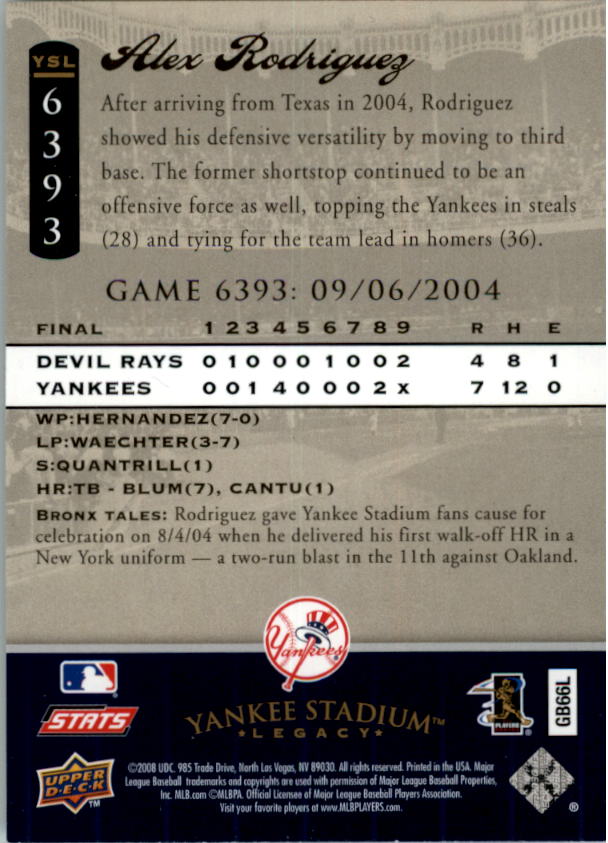 YSL
6
3
9
3
Alex Rodriguez
After arriving from Texas in 2004, Rodriguez
showed his defensive versatility by moving to third
base. The former shortstop continued to be an
offensive force as well, topping the Yankees in steals
(28) and tying for the team lead in homers (36).
GAME 6393: 09/06/2004
FINAL 1 2 3 4 5 6 7 8 9 R H E
DEVIL RAYS 0 1 0 0 0 1 0 0 2 4 8 1
YANKEES 0 0 1 4 0 0 0 2 x 7 12 0
WP:HERNANDEZ(7-0)
LP:WAECHTER(3-7)
S:QUANTRILL(1)
HR:TB - BLUM(7), CANTU(1)
BRONX TALES: Rodriguez gave Yankee Stadium fans cause for
celebration on 8/4/04 when he delivered his first walk-off HR in a
New York uniform — a two-run blast in the 11th against Oakland.
Yankees
STATS
YANKEE STADIUM™
LEGACY
PLAYERS
GB66L
UPPER
DECK
™
©2008 UDC. 985 Trade Drive, North Las Vegas, NV 89030. All rights reserved. Printed in the USA. Major
League Baseball trademarks and copyrights are used with permission of Major League Baseball Properties,
Inc. MLB.com ©MLBPA. Official Licensee of Major League Baseball Players Association.
Visit your favorite players at www.MLBPLAYERS.com.
®